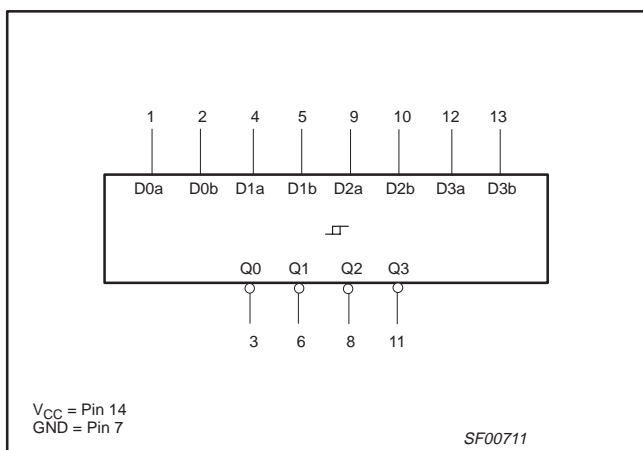 1 2 4 5 9 10 12 13
D0a D0b D1a D1b D2a D2b D3a D3b
Q0 Q1 Q2 Q3
3 6 8 11
VCC = Pin 14
GND = Pin 7
SF00711